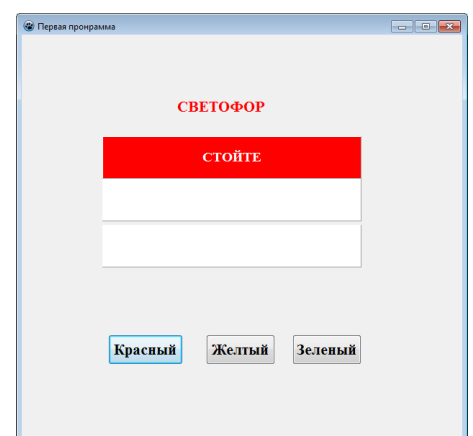 Первая пронрамма
СВЕТОФОР
СТОЙТЕ
Красный Желтый Зеленый